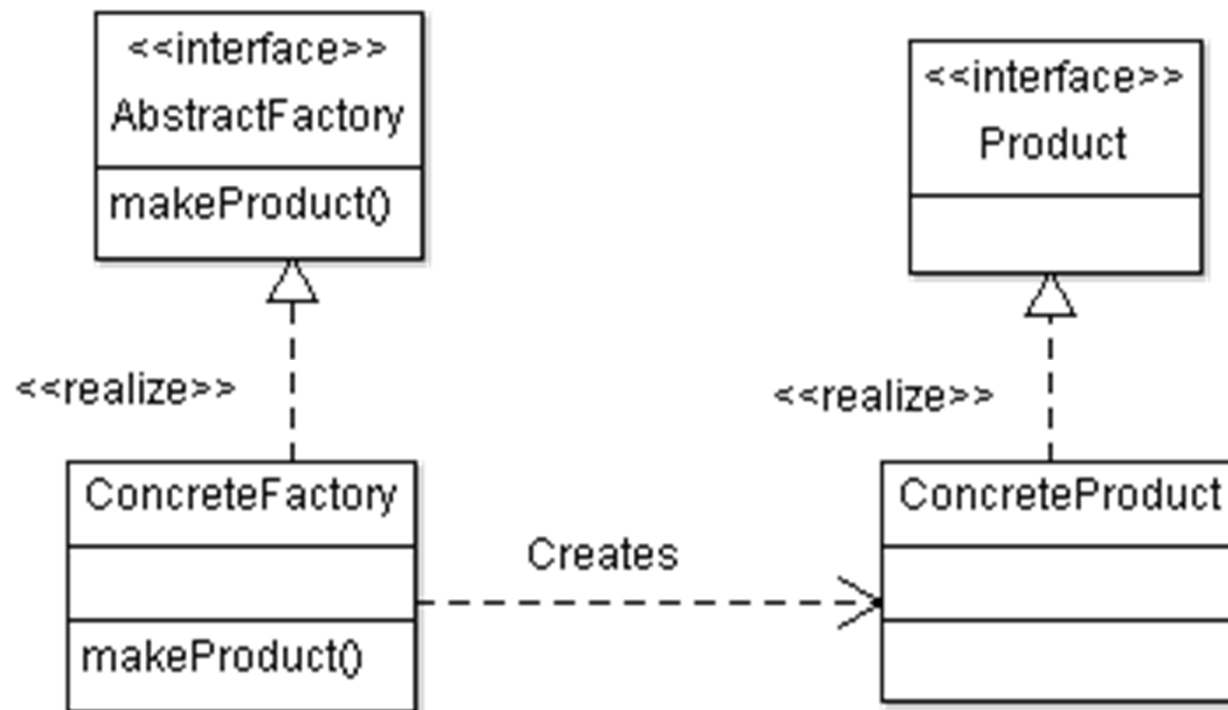 <<interface>>
AbstractFactory
makeProduct()
<<interface>>
Product
<<realize>>
<<realize>>
ConcreteFactory
makeProduct()
Creates
ConcreteProduct